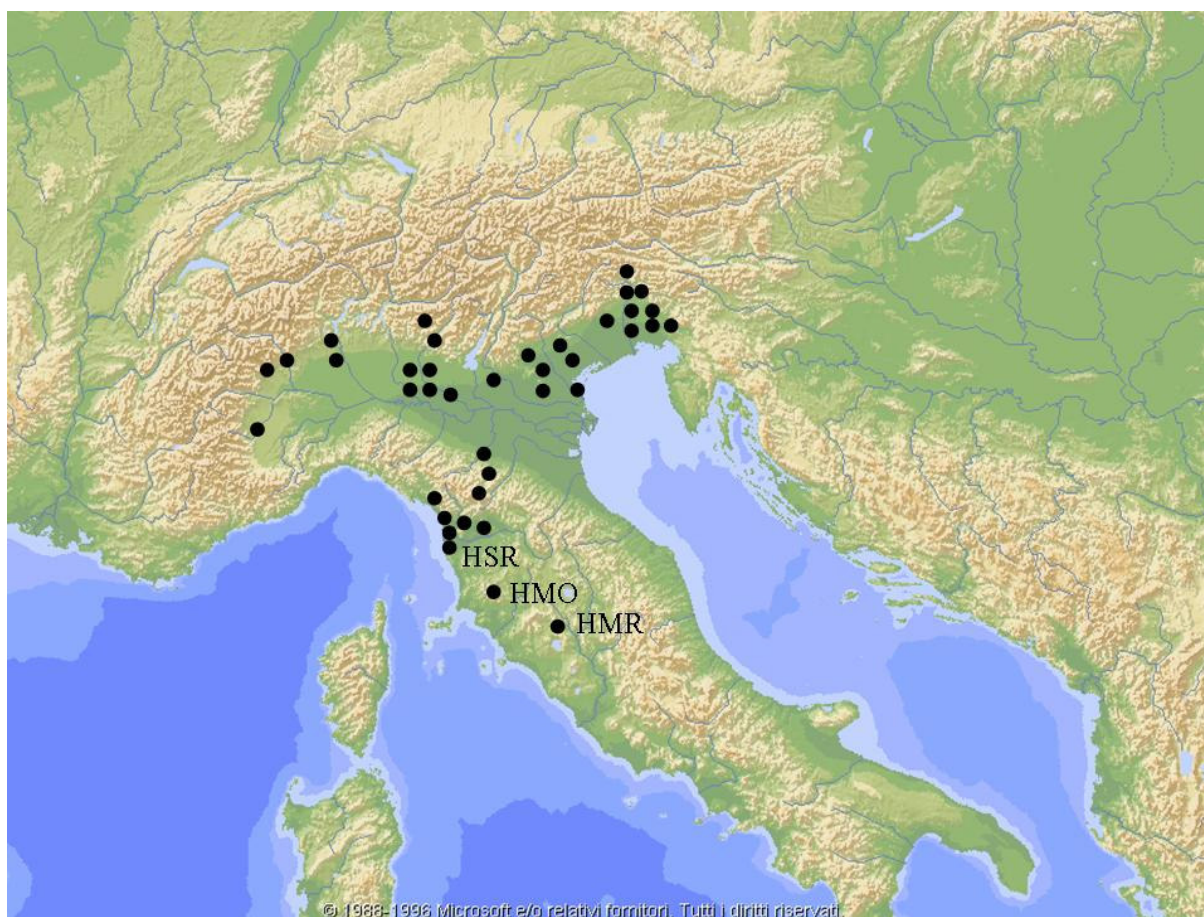 HSR
HMO
HMR
© 1988-1996 Microsoft e/o relativi fornitori. Tutti i diritti riservati.